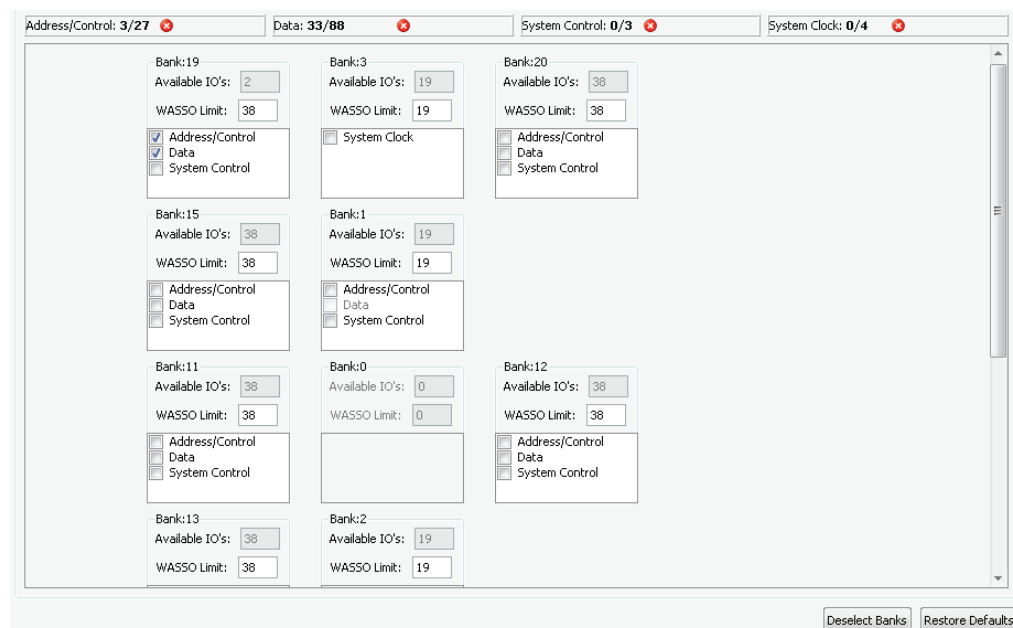 Address/Control: 3/27 Data: 33/88 System Control: 0/3 System Clock: 0/4
Bank:19 Bank:3 Bank:20
Available IO's: 2 Available IO's: 19 Available IO's: 38
WASSO Limit: 38 WASSO Limit: 19 WASSO Limit: 38
Address/Control System Clock Address/Control
Data Data
System Control System Control
Bank:15 Bank:1
Available IO's: 38 Available IO's: 19
WASSO Limit: 38 WASSO Limit: 19
Address/Control Address/Control
Data Data
System Control System Control
Bank:11 Bank:0 Bank:12
Available IO's: 38 Available IO's: 0 Available IO's: 38
WASSO Limit: 38 WASSO Limit: 0 WASSO Limit: 38
Address/Control Address/Control
Data Data
System Control System Control
Bank:13 Bank:2
Available IO's: 38 Available IO's: 19
WASSO Limit: 38 WASSO Limit: 19
Deselect Banks Restore Defaults